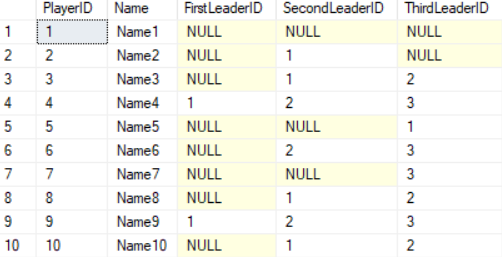 PlayerID Name FirstLeaderID SecondLeaderID ThirdLeaderID
1 1 Name1 NULL NULL NULL
2 2 Name2 NULL 1 NULL
3 3 Name3 NULL 1 2
4 4 Name4 1 2 3
5 5 Name5 NULL NULL 1
6 6 Name6 NULL 2 3
7 7 Name7 NULL NULL 3
8 8 Name8 NULL 1 2
9 9 Name9 1 2 3
10 10 Name10 NULL 1 2